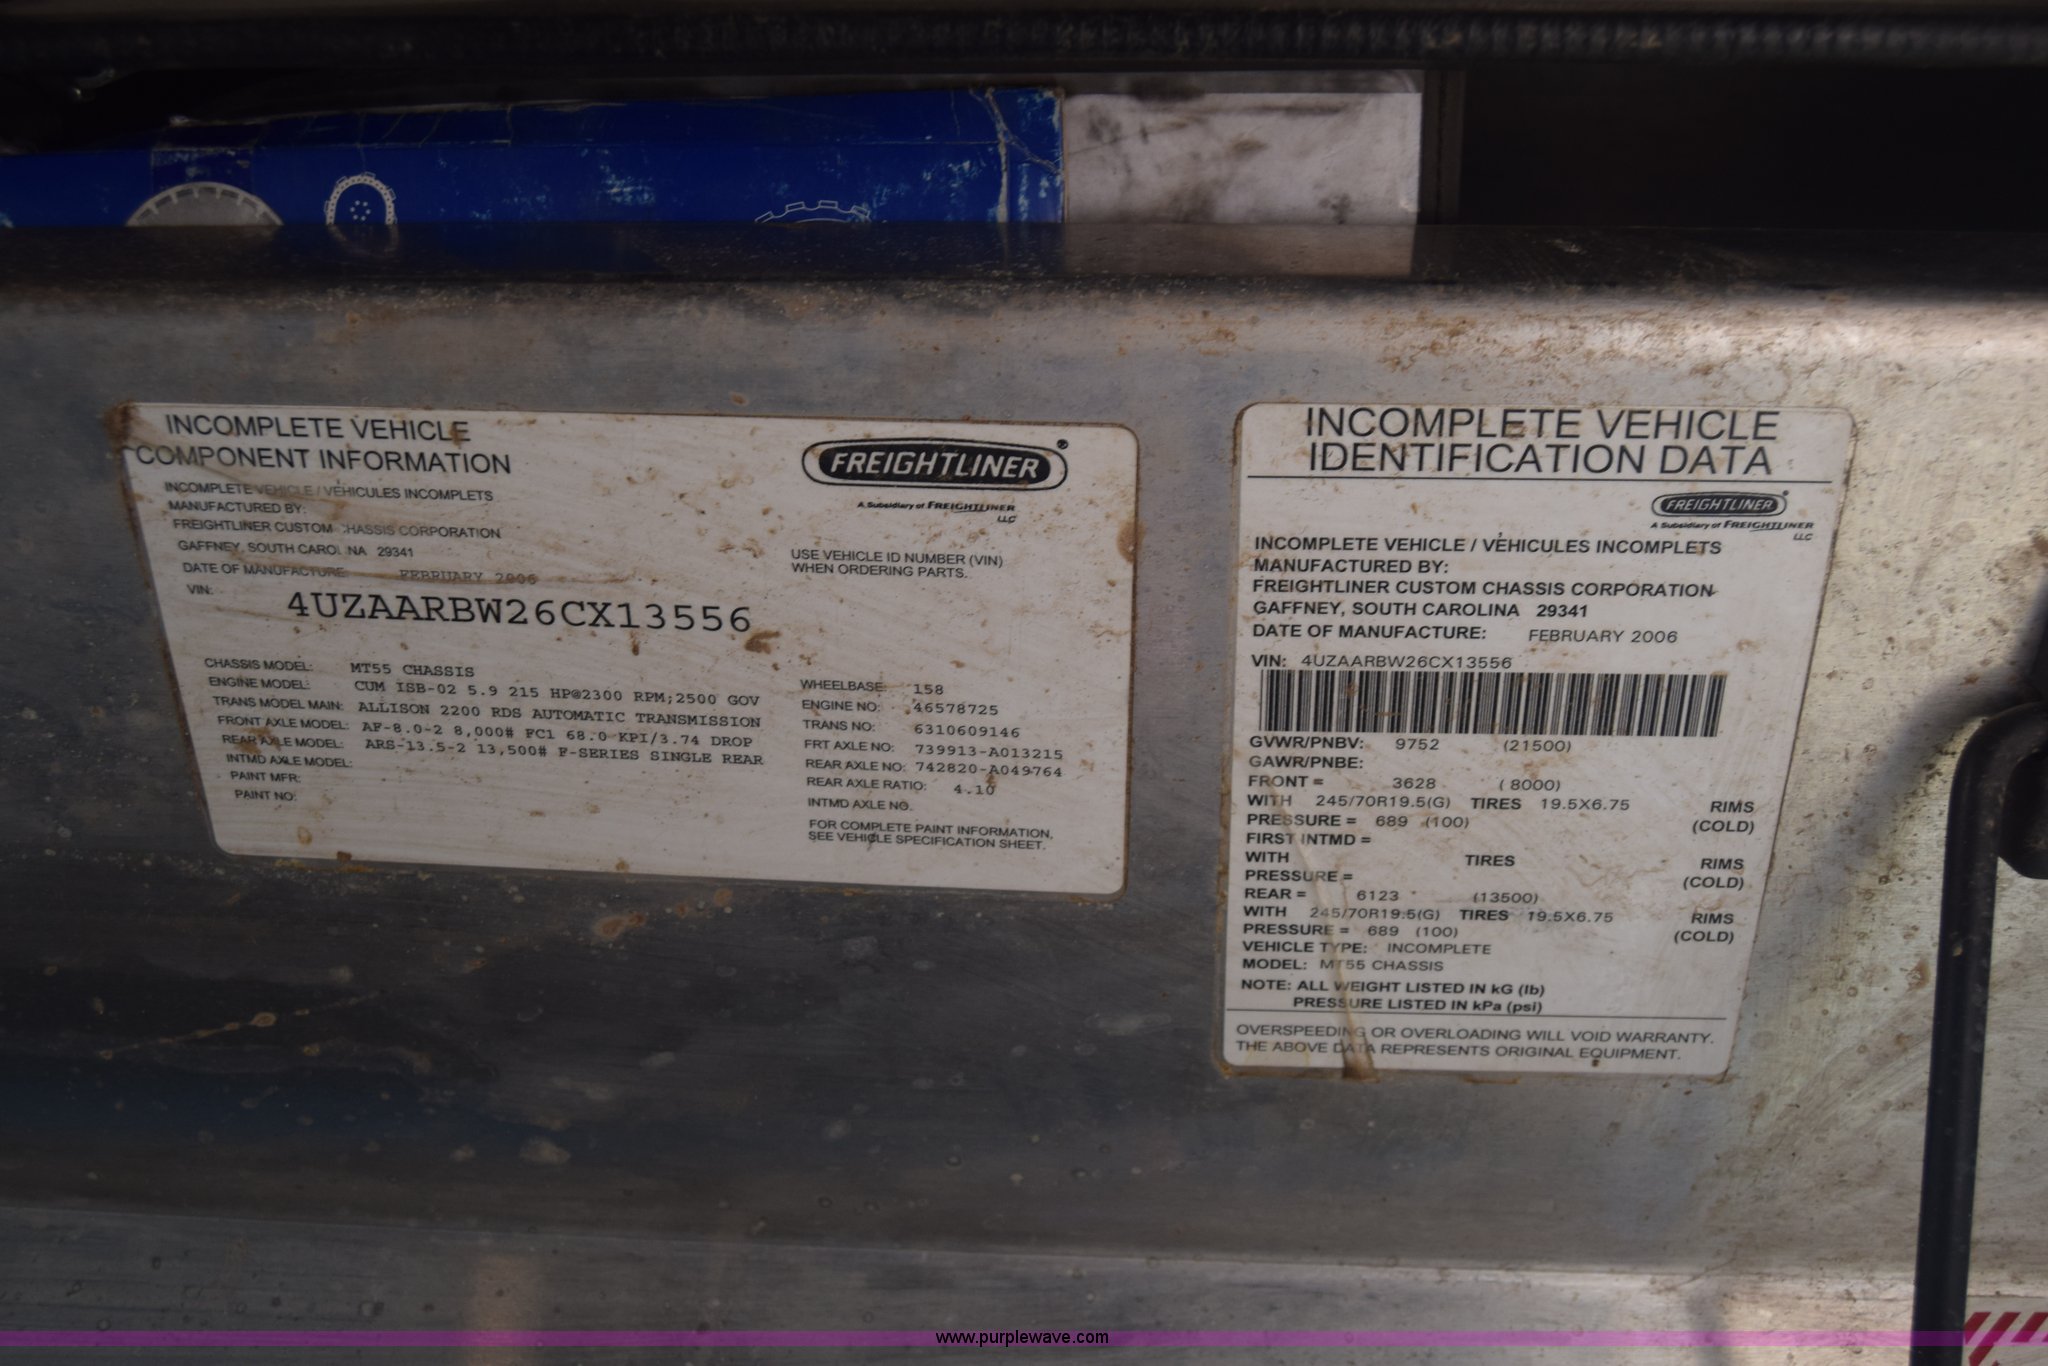 INCOMPLETE VEHICLE
COMPONENT INFORMATION
INCOMPLETE VEHICLE / VEHICULES INCOMPLETS
MANUFACTURED BY:
FREIGHTLINER CUSTOM CHASSIS CORPORATION
GAFFNEY, SOUTH CAROLINA 29341
DATE OF MANUFACTURE: FEBRUARY 2006
VIN: 4UZAARBW26CX13556
FREIGHTLINER ®
A Subsidiary of FREIGHTLINER
LLC
USE VEHICLE ID NUMBER (VIN)
WHEN ORDERING PARTS.
CHASSIS MODEL: MT55 CHASSIS
ENGINE MODEL: CUM ISB-02 5.9 215 HP@2300 RPM;2500 GOV
TRANS MODEL MAIN: ALLISON 2200 RDS AUTOMATIC TRANSMISSION
FRONT AXLE MODEL: AF-8.0-2 8,000# FC1 68.0 KPI/3.74 DROP
REAR AXLE MODEL: ARS-13.5-2 13,500# F-SERIES SINGLE REAR
INTMD AXLE MODEL:
PAINT MFR:
PAINT NO:
WHEELBASE: 158
ENGINE NO: 46578725
TRANS NO: 6310609146
FRT AXLE NO: 739913-A013215
REAR AXLE NO: 742820-A049764
REAR AXLE RATIO: 4.10
INTMD AXLE NO.
FOR COMPLETE PAINT INFORMATION,
SEE VEHICLE SPECIFICATION SHEET.
INCOMPLETE VEHICLE
IDENTIFICATION DATA
FREIGHTLINER ®
A Subsidiary of FREIGHTLINER
LLC
INCOMPLETE VEHICLE / VEHICULES INCOMPLETS
MANUFACTURED BY:
FREIGHTLINER CUSTOM CHASSIS CORPORATION
GAFFNEY, SOUTH CAROLINA 29341
DATE OF MANUFACTURE: FEBRUARY 2006
VIN: 4UZAARBW26CX13556
GVWR/PNBV: 9752 (21500)
GAWR/PNBE:
FRONT = 3628 (8000)
WITH 245/70R19.5(G) TIRES 19.5X6.75 RIMS
PRESSURE = 689 (100) (COLD)
FIRST INTMD =
WITH TIRES RIMS
PRESSURE = (COLD)
REAR = 6123 (13500)
WITH 245/70R19.5(G) TIRES 19.5X6.75 RIMS
PRESSURE = 689 (100) (COLD)
VEHICLE TYPE: INCOMPLETE
MODEL: MT55 CHASSIS
NOTE: ALL WEIGHT LISTED IN kG (lb)
PRESSURE LISTED IN kPa (psi)
OVERSPEEDING OR OVERLOADING WILL VOID WARRANTY.
THE ABOVE DATA REPRESENTS ORIGINAL EQUIPMENT.
www.purplewave.com